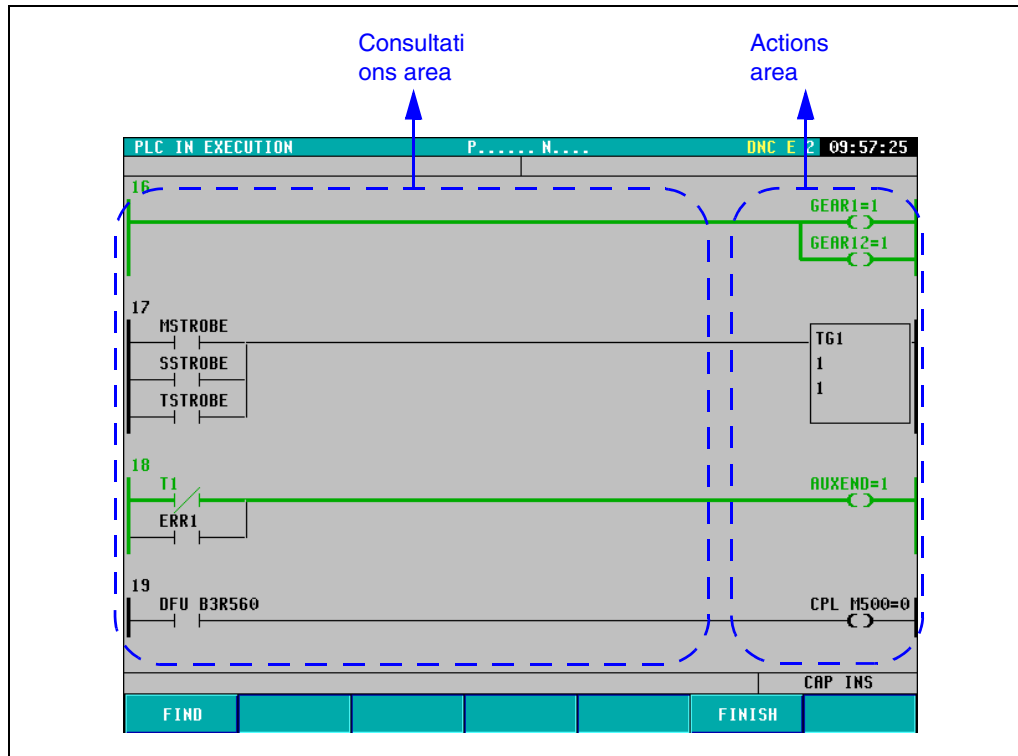 Consultati
ons area
Actions
area
PLC IN EXECUTION P...... N.... DNC E 2 09:57:25
16
GEAR1=1
GEAR12=1
17
MSTROBE
TG1
SSTROBE
1
TSTROBE
1
18
T1
AUXEND=1
ERR1
19
DFU B3R560
CPL M500=0
CAP INS
FIND FINISH